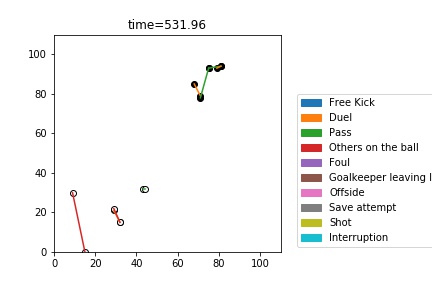 time=531.96
100
80
60
40
20
0
0 20 40 60 80 100
Free Kick
Duel
Pass
Others on the ball
Foul
Goalkeeper leaving l
Offside
Save attempt
Shot
Interruption